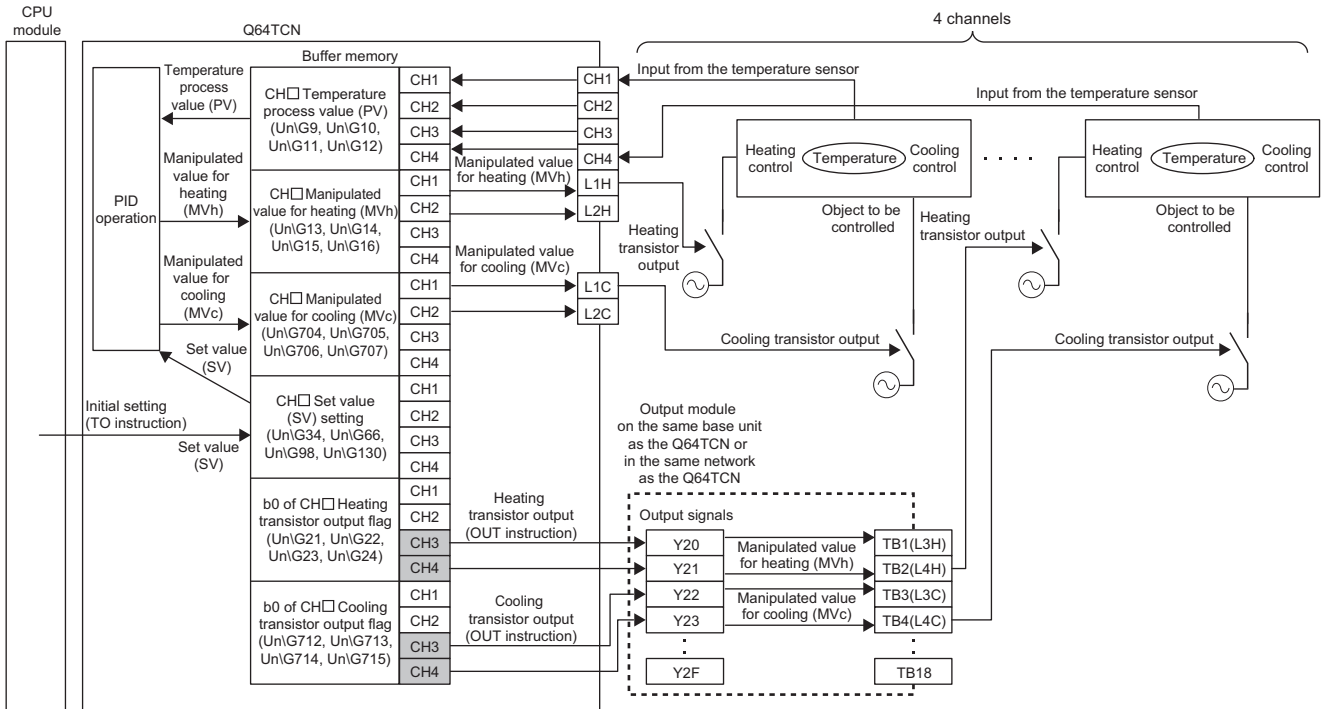 CPU
module
Q64TCN
4 channels
Buffer memory
PID
operation
Temperature
process
value (PV)
Manipulated
value for
heating
(MVh)
Manipulated
value for
cooling
(MVc)
Set value
(SV)
Initial setting
(TO instruction)
Set value
(SV)
CH□ Temperature
process value (PV)
(Un\G9, Un\G10,
Un\G11, Un\G12)
CH1
CH2
CH3
CH4
CH□ Manipulated
value for heating (MVh)
(Un\G13, Un\G14,
Un\G15, Un\G16)
CH1
CH2
CH3
CH4
CH□ Manipulated
value for cooling (MVc)
(Un\G704, Un\G705,
Un\G706, Un\G707)
CH1
CH2
CH3
CH4
CH□ Set value
(SV) setting
(Un\G34, Un\G66,
Un\G98, Un\G130)
CH1
CH2
CH3
CH4
b0 of CH□ Heating
transistor output flag
(Un\G21, Un\G22,
Un\G23, Un\G24)
CH1
CH2
CH3
CH4
b0 of CH□ Cooling
transistor output flag
(Un\G712, Un\G713,
Un\G714, Un\G715)
CH1
CH2
CH3
CH4
Manipulated value
for heating (MVh)
Manipulated value
for cooling (MVc)
Heating
transistor output
(OUT instruction)
Cooling
transistor output
(OUT instruction)
CH1
CH2
CH3
CH4
L1H
L2H
L1C
L2C
Input from the temperature sensor
Input from the temperature sensor
Heating
control
Temperature
Cooling
control
Object to be
controlled
Heating
transistor
output
Cooling transistor output
Heating
control
Temperature
Cooling
control
Object to be
controlled
Heating
transistor output
Cooling transistor output
Output module
on the same base unit
as the Q64TCN or
in the same network
as the Q64TCN
Output signals
Y20
Y21
Y22
Y23
Y2F
Manipulated value
for heating (MVh)
Manipulated value
for cooling (MVc)
TB1(L3H)
TB2(L4H)
TB3(L3C)
TB4(L4C)
TB18